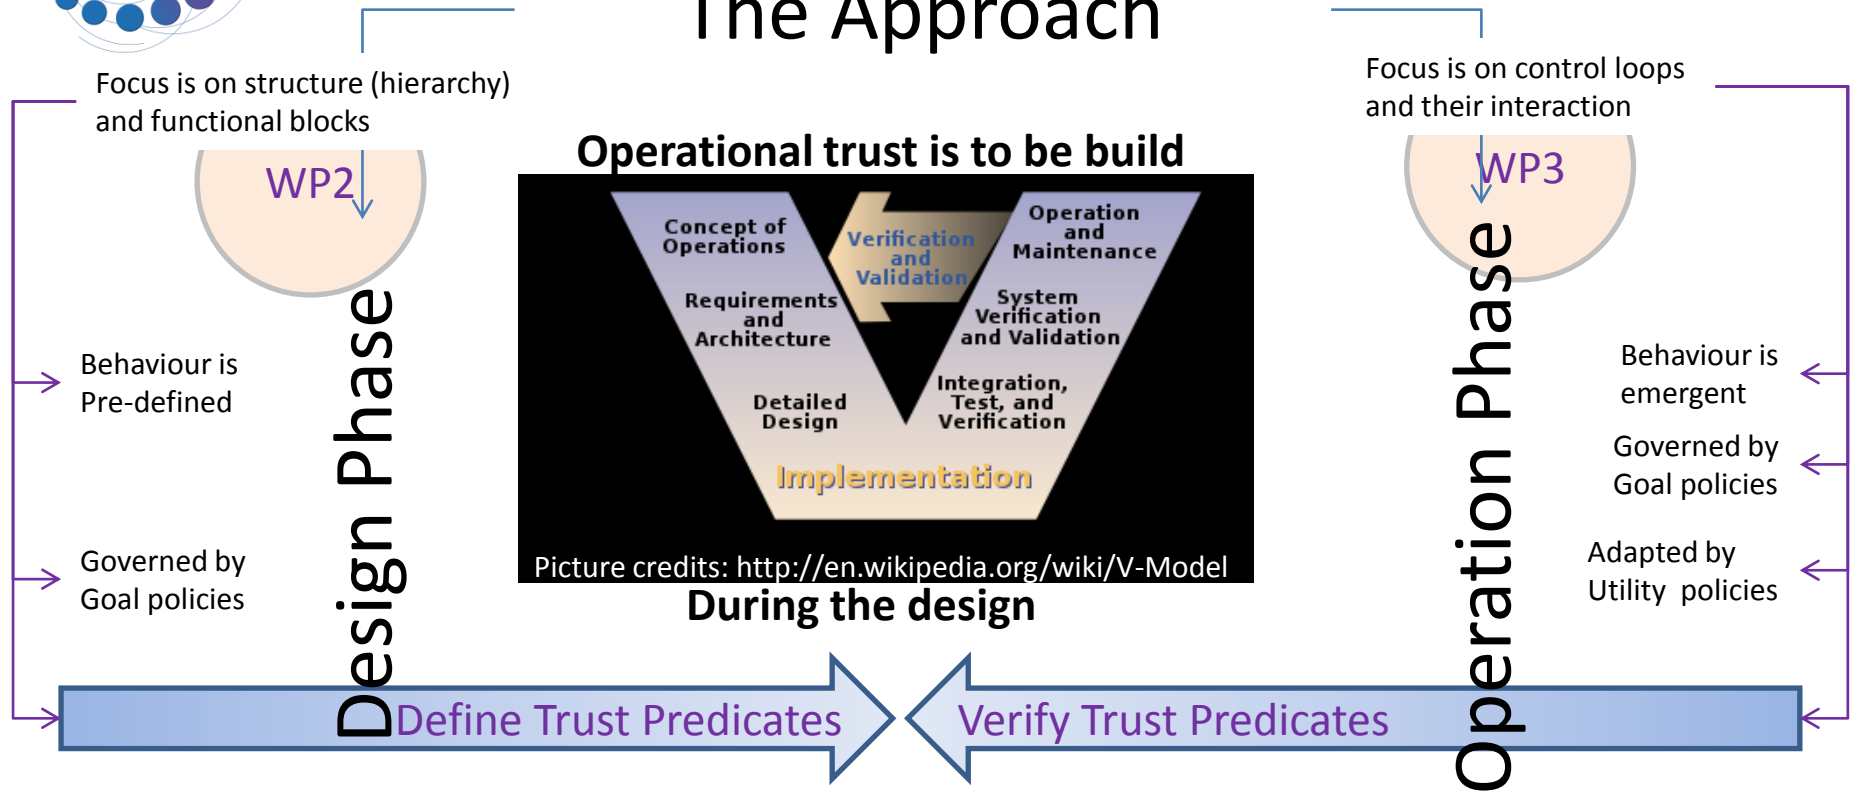 The Approach
Focus is on structure (hierarchy)
and functional blocks
Focus is on control loops
and their interaction
WP2
WP3
Operational trust is to be build
Concept of
Operations
Verification
and
Validation
Operation
and
Maintenance
Requirements
and
Architecture
System
Verification
and Validation
Detailed
Design
Integration,
Test, and
Verification
Implementation
Picture credits: http://en.wikipedia.org/wiki/V-Model
During the design
Design Phase
Operation Phase
Behaviour is
Pre-defined
Governed by
Goal policies
Behaviour is
emergent
Governed by
Goal policies
Adapted by
Utility policies
Define Trust Predicates
Verify Trust Predicates